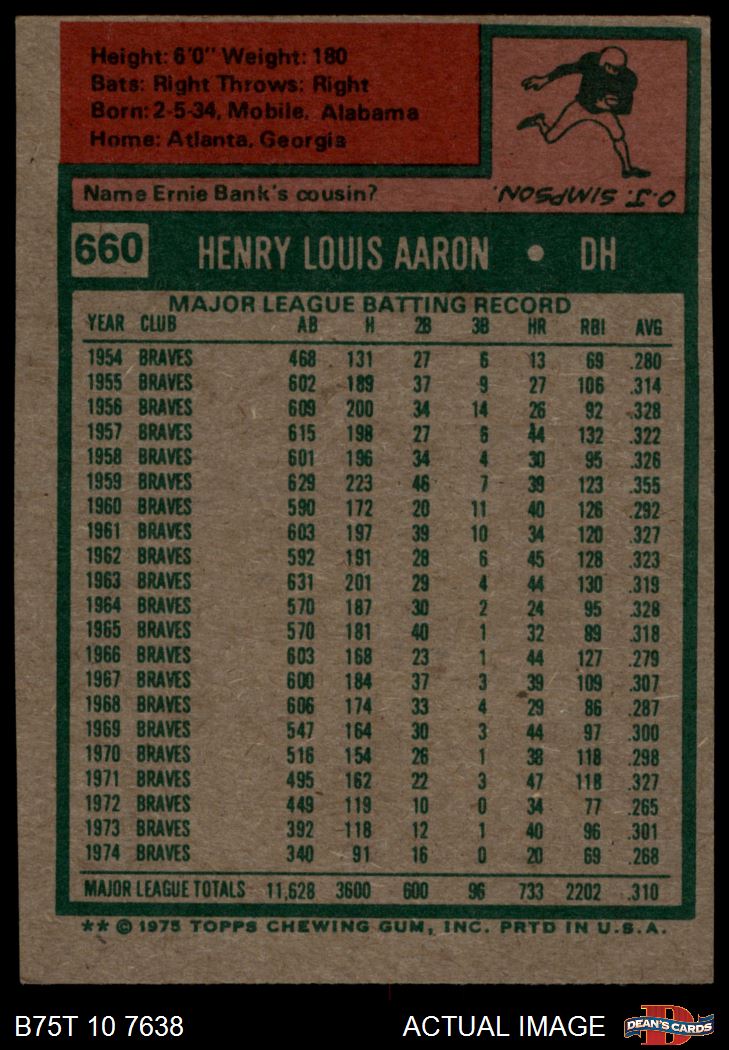 Height: 6'0" Weight: 180
Bats: Right Throws: Right
Born: 2-5-34, Mobile, Alabama
Home: Atlanta, Georgia
Name Ernie Bank's cousin?
O.J. SIMPSON.
660 HENRY LOUIS AARON • DH
MAJOR LEAGUE BATTING RECORD
YEAR CLUB AB H 2B 3B HR RBI AVG
1954 BRAVES 468 131 27 6 13 69 .280
1955 BRAVES 602 189 37 9 27 106 .314
1956 BRAVES 609 200 34 14 26 92 .328
1957 BRAVES 615 198 27 6 44 132 .322
1958 BRAVES 601 196 34 4 30 95 .326
1959 BRAVES 629 223 46 7 39 123 .355
1960 BRAVES 590 172 20 11 40 126 .292
1961 BRAVES 603 197 39 10 34 120 .327
1962 BRAVES 592 191 28 6 45 128 .323
1963 BRAVES 631 201 29 4 44 130 .319
1964 BRAVES 570 187 30 2 24 95 .328
1965 BRAVES 570 181 40 1 32 89 .318
1966 BRAVES 603 168 23 1 44 127 .279
1967 BRAVES 600 184 37 3 39 109 .307
1968 BRAVES 606 174 33 4 29 86 .287
1969 BRAVES 547 164 30 3 44 97 .300
1970 BRAVES 516 154 26 1 38 118 .298
1971 BRAVES 495 162 22 3 47 118 .327
1972 BRAVES 449 119 10 0 34 77 .265
1973 BRAVES 392 118 12 1 40 96 .301
1974 BRAVES 340 91 16 0 20 69 .268
MAJOR LEAGUE TOTALS 11,628 3600 600 96 733 2202 .310
** © 1975 TOPPS CHEWING GUM, INC. PRTD IN U.S.A.
B75T 10 7638 ACTUAL IMAGE D DEAN'S CARDS